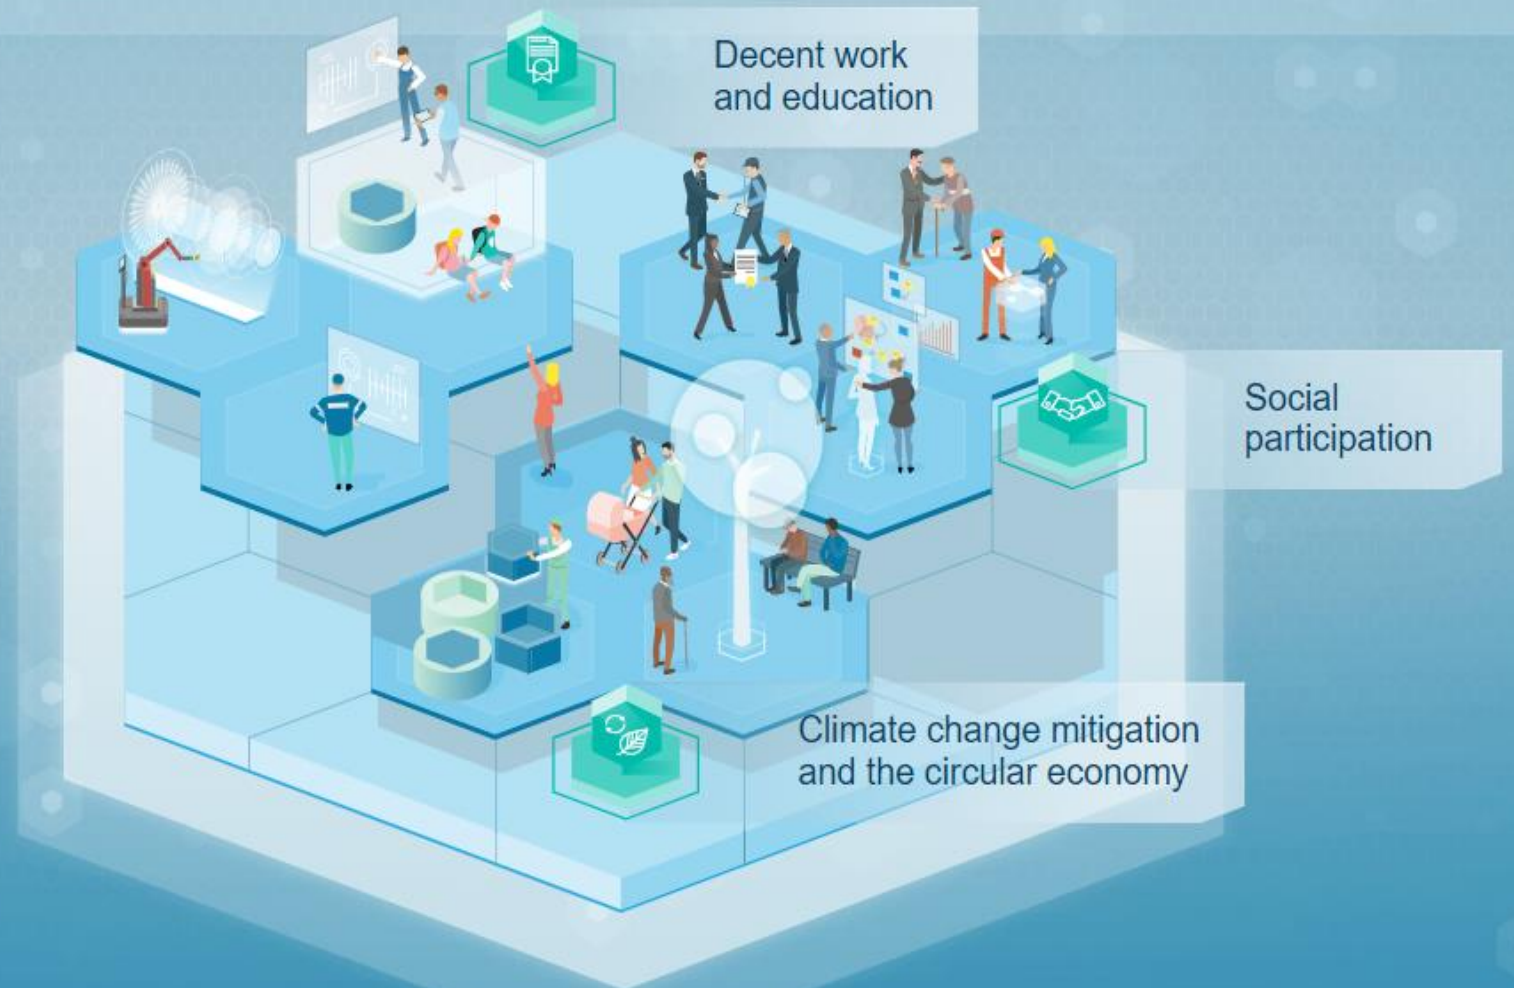 Decent work
and education
Social
participation
Climate change mitigation
and the circular economy